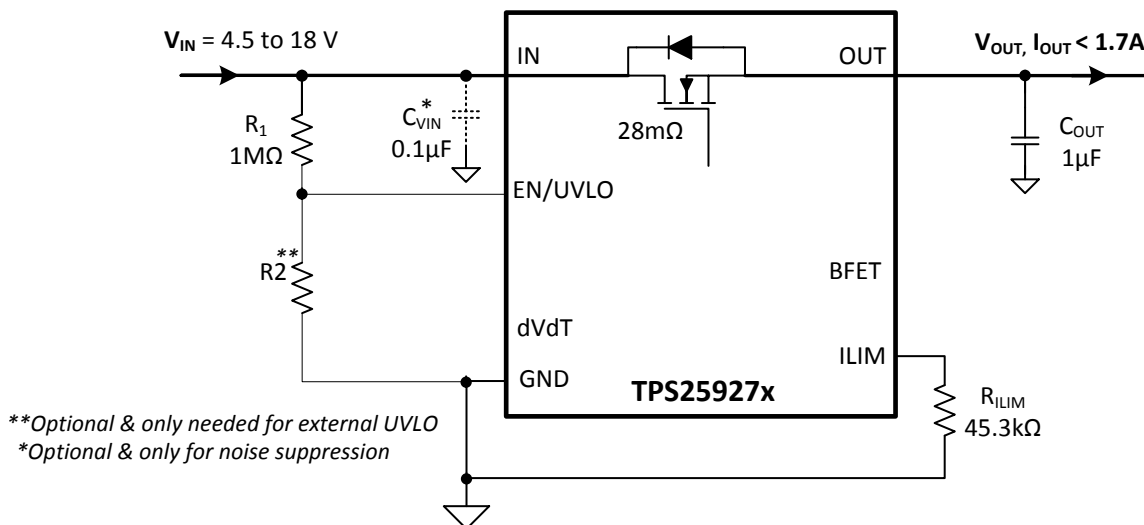 V_IN = 4.5 to 18 V
IN
OUT
V_OUT, I_OUT < 1.7A
R_1
1MΩ
C_VIN*
0.1µF
28mΩ
C_OUT
1µF
EN/UVLO
R2**
BFET
dVdT
ILIM
GND
TPS25927x
R_ILIM
45.3kΩ
**Optional & only needed for external UVLO
*Optional & only for noise suppression